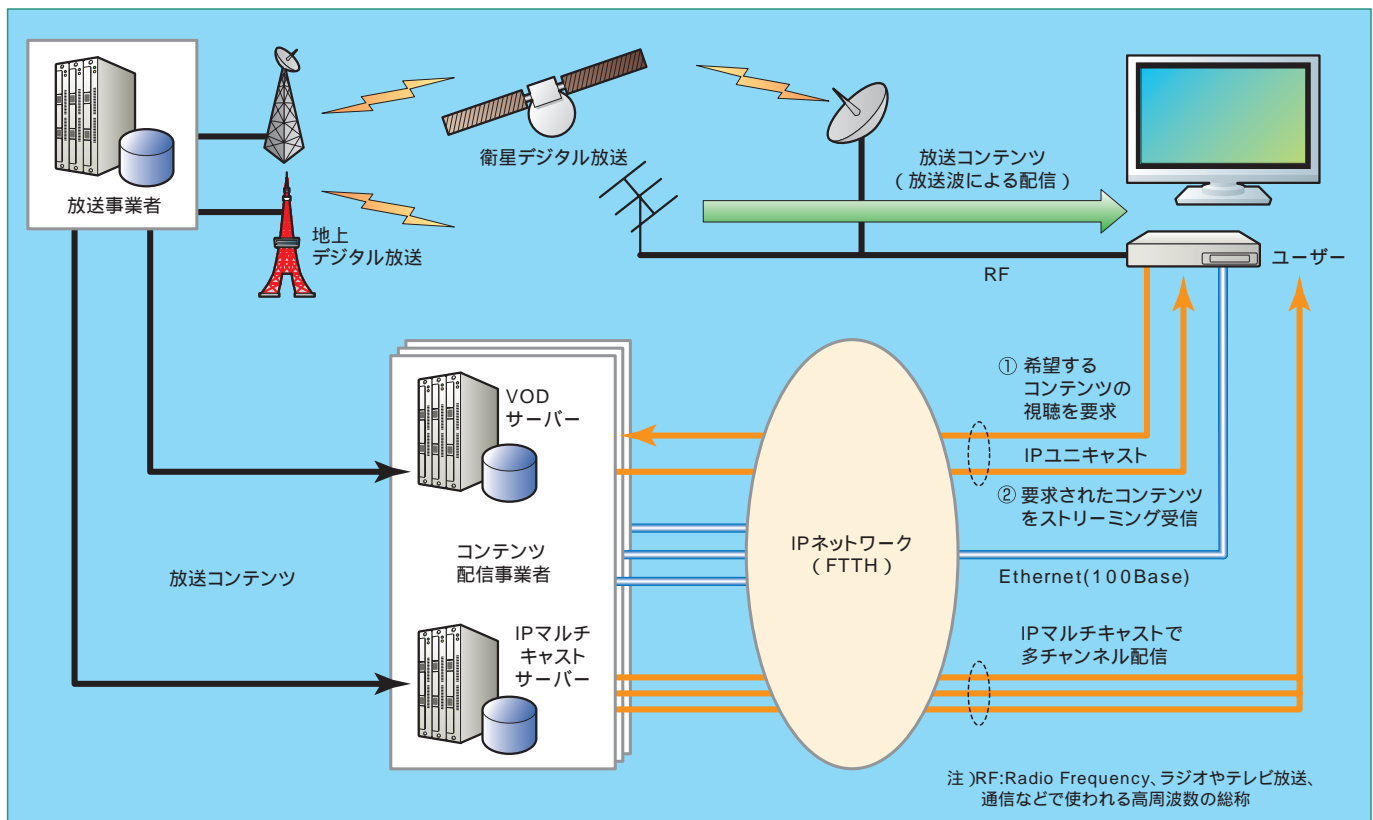 放送事業者
衛星デジタル放送
地上
デジタル放送
放送コンテンツ
(放送波による配信)
RF
ユーザー
VOD
サーバー
コンテンツ
配信事業者
IPマルチ
キャスト
サーバー
放送コンテンツ
IPネットワーク
(FTTH)
① 希望する
コンテンツの
視聴を要求
IPユニキャスト
② 要求されたコンテンツ
をストリーミング受信
Ethernet(100Base)
IPマルチキャストで
多チャンネル配信
注)RF:Radio Frequency、ラジオやテレビ放送、
通信などで使われる高周波数の総称